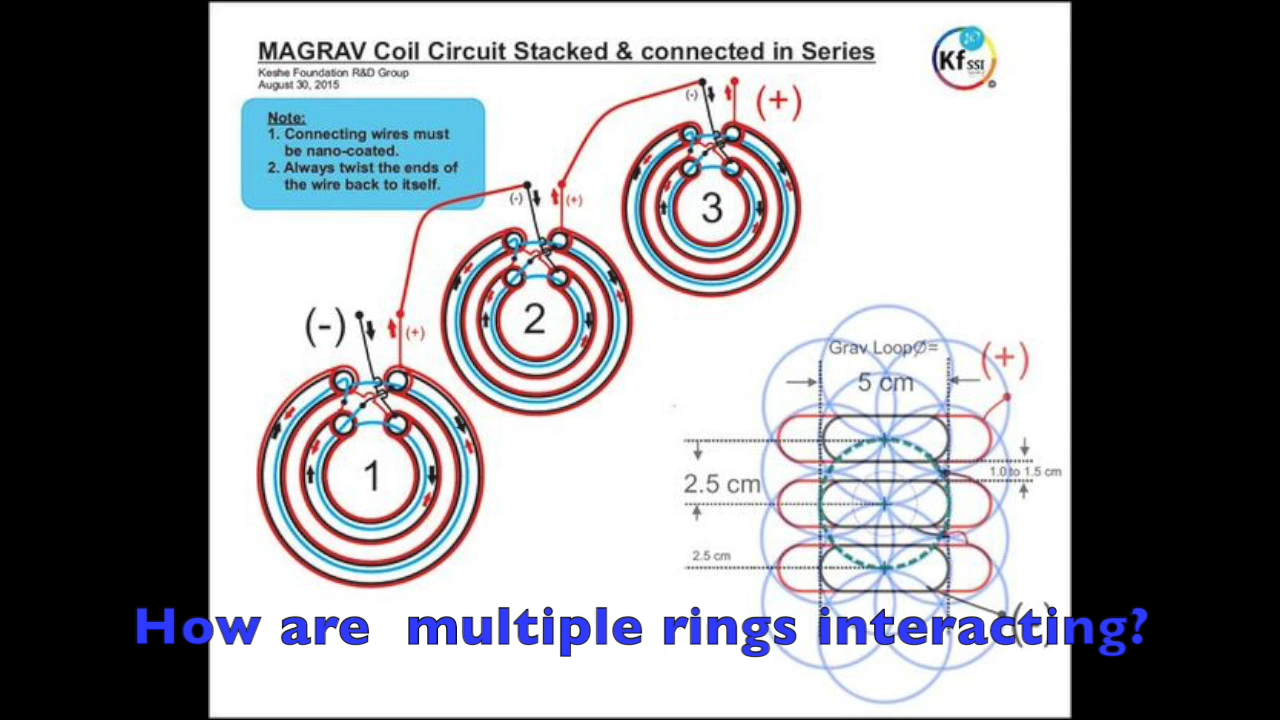 MAGRAV Coil Circuit Stacked & connected in Series
Keshe Foundation R&D Group
August 30, 2015
Kf SSI
Note:
1. Connecting wires must
be nano-coated.
2. Always twist the ends of
the wire back to itself.
(-)
(+)
3
(-)
(+)
2
(-)
(+)
1
Grav Loop∅=
5 cm
(+)
1.0 to 1.5 cm
2.5 cm
2.5 cm
How are multiple rings interacting?